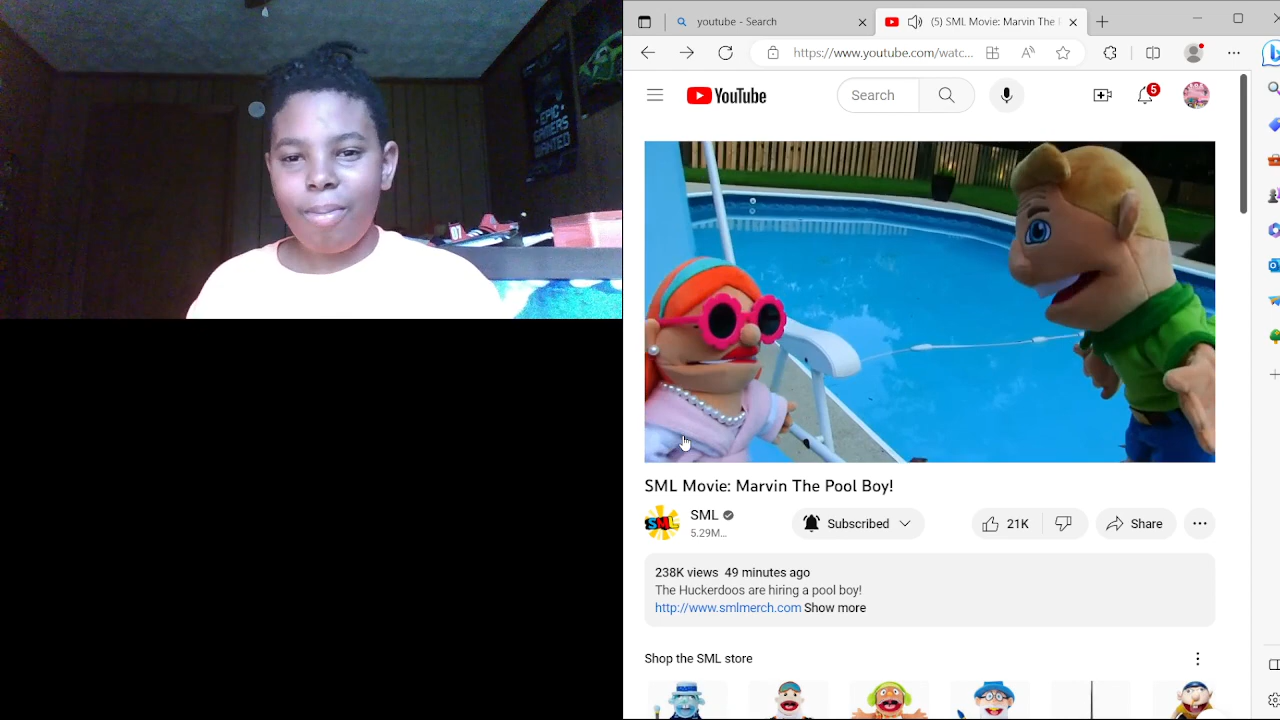 youtube - Search
(5) SML Movie: Marvin The
https://www.youtube.com/watc...
YouTube
Search
5
EPIC
GAMERS
WANTED
SML Movie: Marvin The Pool Boy!
SML
SML
5.29M...
Subscribed
21K
Share
238K views 49 minutes ago
The Huckerdoos are hiring a pool boy!
http://www.smlmerch.com Show more
Shop the SML store